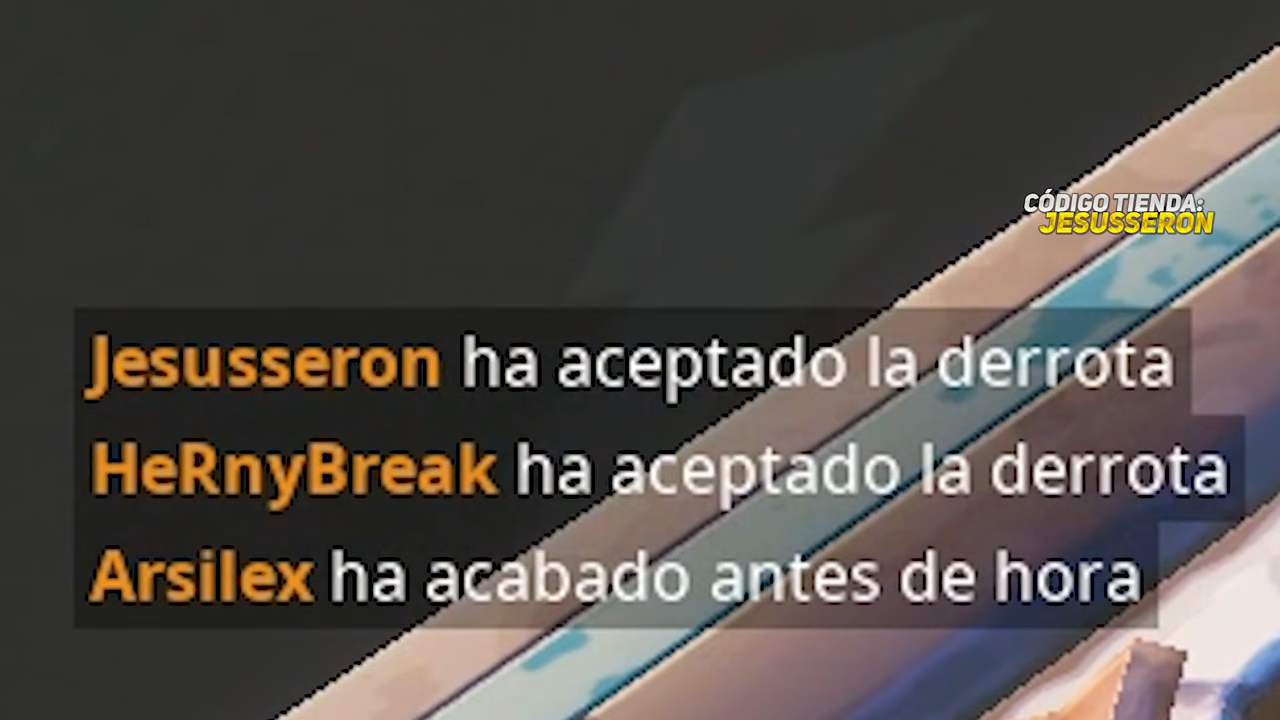 CÓDIGO TIENDA:
JESUSSERON
Jesusseron ha aceptado la derrota
HeRnyBreak ha aceptado la derrota
Arsilex ha acabado antes de hora